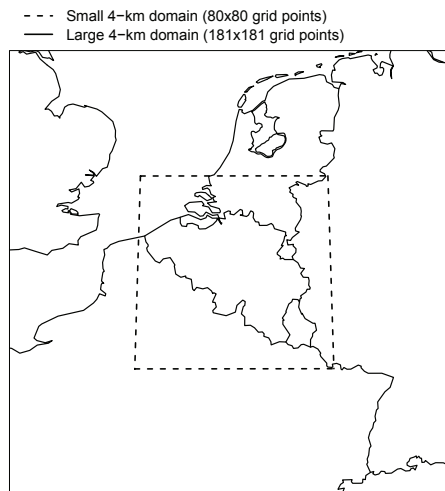 Small 4−km domain (80x80 grid points)
Large 4−km domain (181x181 grid points)